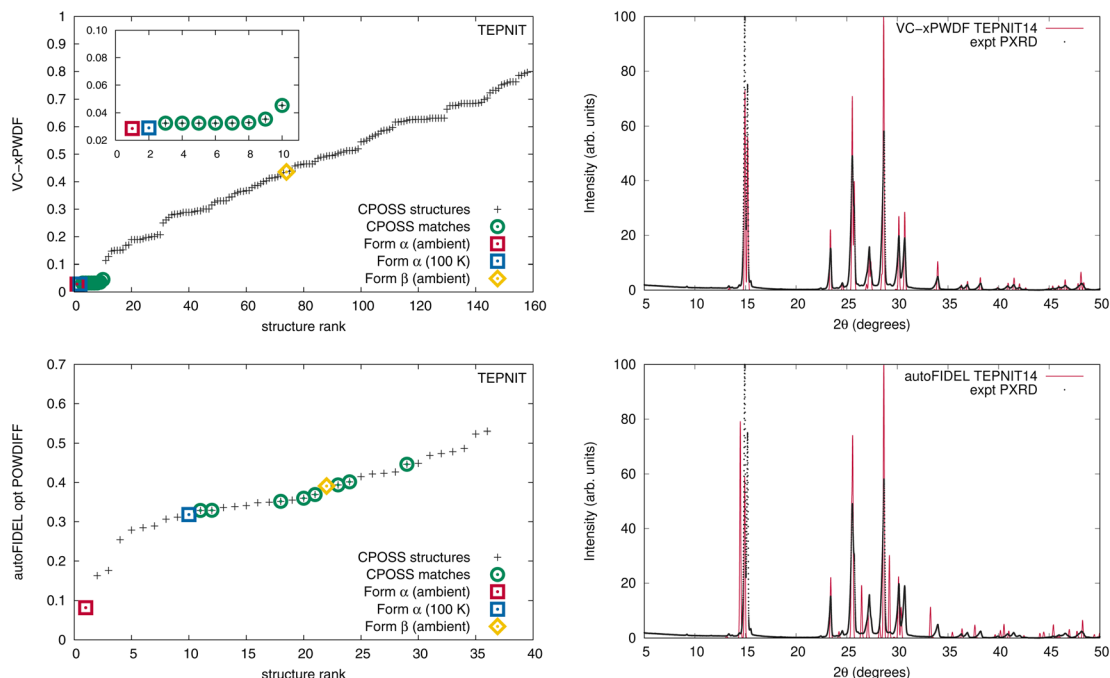 TEPNIT
VC−xPWDF
1
0.9
0.8
0.7
0.6
0.5
0.4
0.3
0.2
0.1
0
0.10
0.08
0.06
0.04
0.02
0 2 4 6 8 10
CPOSS structures
CPOSS matches
Form α (ambient)
Form α (100 K)
Form β (ambient)
0 20 40 60 80 100 120 140 160
structure rank
Intensity (arb. units)
100
80
60
40
20
0
VC−xPWDF TEPNIT14
expt PXRD
5 10 15 20 25 30 35 40 45 50
2θ (degrees)
TEPNIT
autoFIDEL opt POWDIFF
0.7
0.6
0.5
0.4
0.3
0.2
0.1
0
CPOSS structures
CPOSS matches
Form α (ambient)
Form α (100 K)
Form β (ambient)
0 5 10 15 20 25 30 35 40
structure rank
Intensity (arb. units)
100
80
60
40
20
0
autoFIDEL TEPNIT14
expt PXRD
5 10 15 20 25 30 35 40 45 50
2θ (degrees)